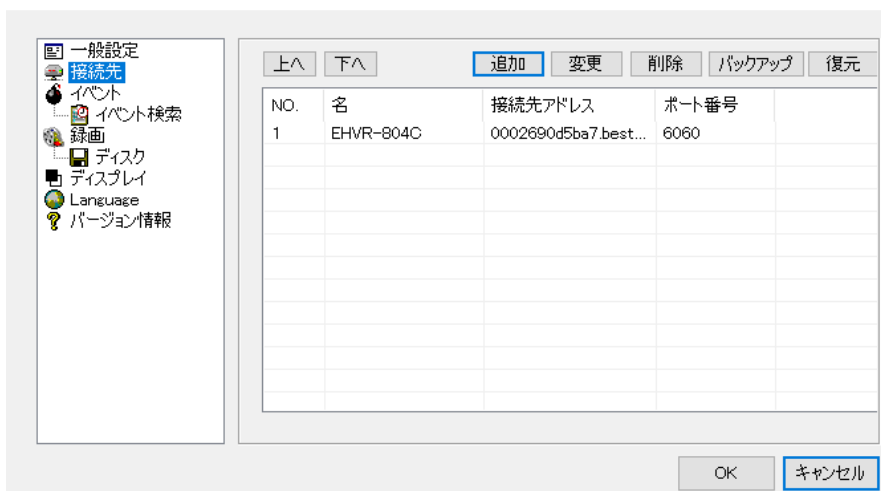 一般設定
接続先
イベント
イベント検索
録画
ディスク
ディスプレイ
Language
バージョン情報
上へ 下へ 追加 変更 削除 バックアップ 復元
NO. 名 接続先アドレス ポート番号
1 EHVR-804C 0002690d5ba7.best... 6060
OK キャンセル